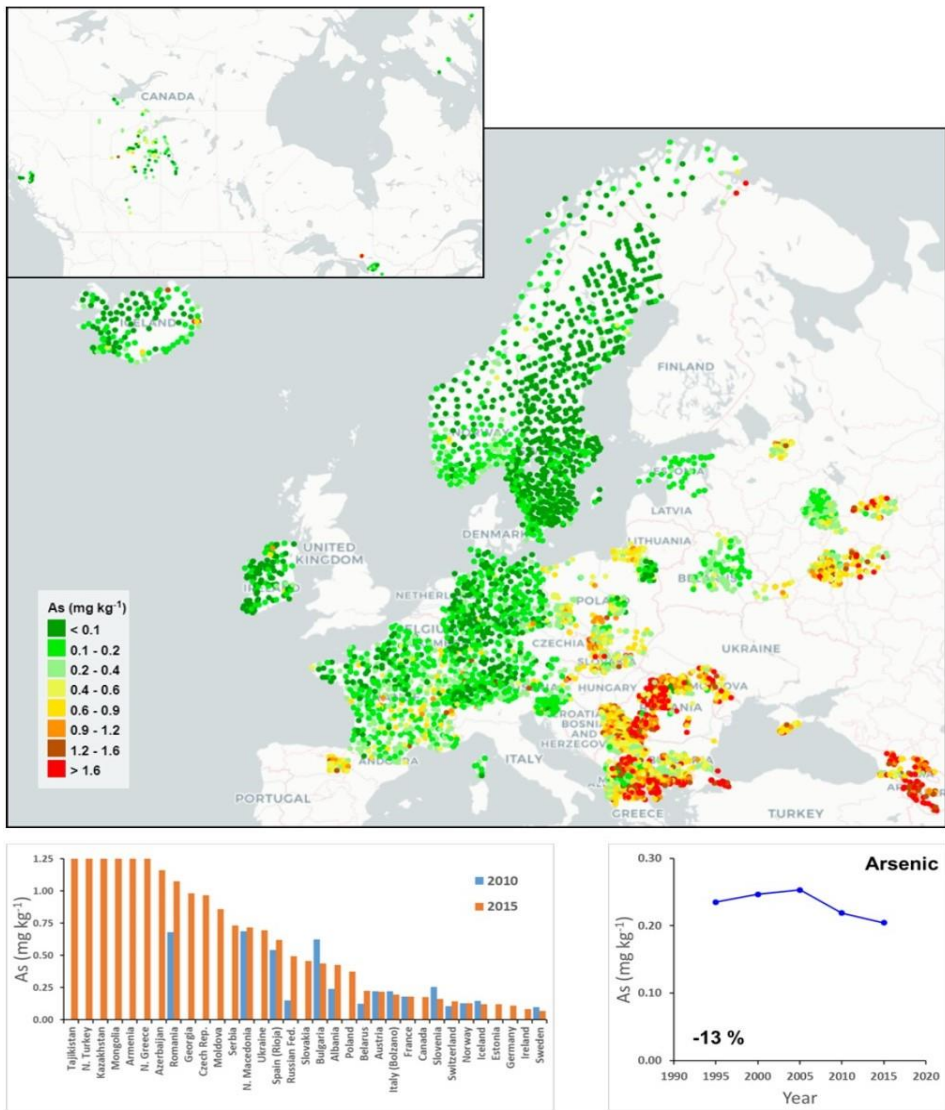 CANADA
ICELAND
FINLAND
NORWAY
ESTONIA
LATVIA
DENMARK
LITHUANIA
UNITED
KINGDOM
IRELAND
BELARUS
NETHERL
POLAND
BELGIUM
CZECHIA
UKRAINE
HUNGARY
CROATIA
BOSNIA
AND
HERZEGOV
ITALY
ANDORRA
PORTUGAL
GREECE
TURKEY
As (mg kg-1)
< 0.1
0.1 - 0.2
0.2 - 0.4
0.4 - 0.6
0.6 - 0.9
0.9 - 1.2
1.2 - 1.6
> 1.6
As (mg kg-1)
1.25
1.00
0.75
0.50
0.25
0.00
2010
2015
Tajikistan
N. Turkey
Kazakhstan
Mongolia
Armenia
N. Greece
Azerbaijan
Romania
Georgia
Czech Rep.
Moldova
Serbia
N. Macedonia
Ukraine
Spain (Rioja)
Russian Fed.
Slovakia
Bulgaria
Albania
Poland
Belarus
Austria
Italy (Bolzano)
France
Canada
Slovenia
Switzerland
Norway
Iceland
Estonia
Germany
Ireland
Sweden
Arsenic
As (mg kg-1)
0.30
0.20
0.10
0.00
-13 %
1990
1995
2000
2005
2010
2015
2020
Year